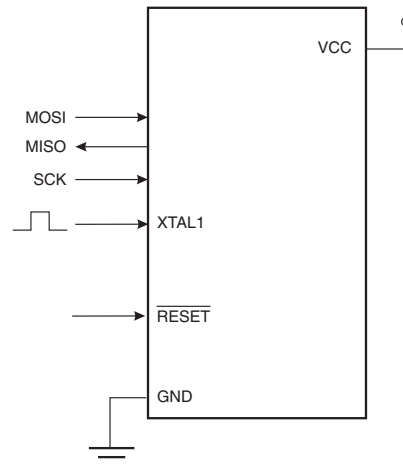 VCC
MOSI
MISO
SCK
XTAL1
RESET
GND